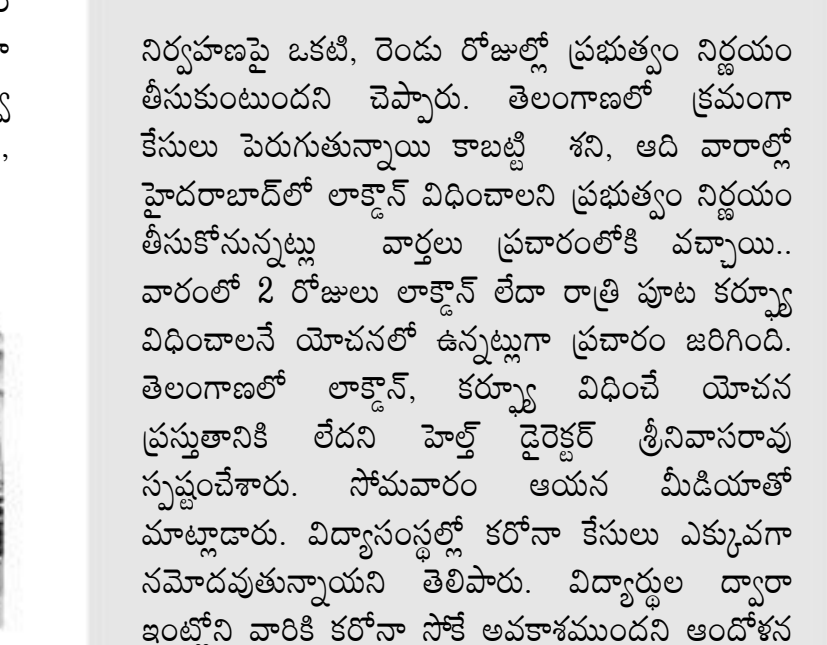 నిర్వహణపై ఒకటి, రెండు రోజుల్లో ప్రభుత్వం నిర్ణయం
తీసుకుంటుందని చెప్పారు. తెలంగాణలో క్రమంగా
కేసులు పెరుగుతున్నాయి కాబట్టి శని, ఆది వారాల్లో
హైదరాబాద్‌లో లాక్డౌన్ విధించాలని ప్రభుత్వం నిర్ణయం
తీసుకోనున్నట్లు వార్తలు ప్రచారంలోకి వచ్చాయి..
వారంలో 2 రోజులు లాక్డౌన్ లేదా రాత్రి పూట కర్ఫ్యూ
విధించాలనే యోచనలో ఉన్నట్లుగా ప్రచారం జరిగింది.
తెలంగాణలో లాక్డౌన్, కర్ఫ్యూ విధించే యోచన
ప్రస్తుతానికి లేదని హెల్త్ డైరెక్టర్ శ్రీనివాసరావు
స్పష్టంచేశారు. సోమవారం ఆయన మీడియాతో
మాట్లాడారు. విద్యాసంస్థల్లో కరోనా కేసులు ఎక్కువగా
నమోదవుతున్నాయని తెలిపారు. విద్యార్థుల ద్వారా
ఇంట్లోని వారికి కరోనా సోకే అవకాశముందని ఆందోళన